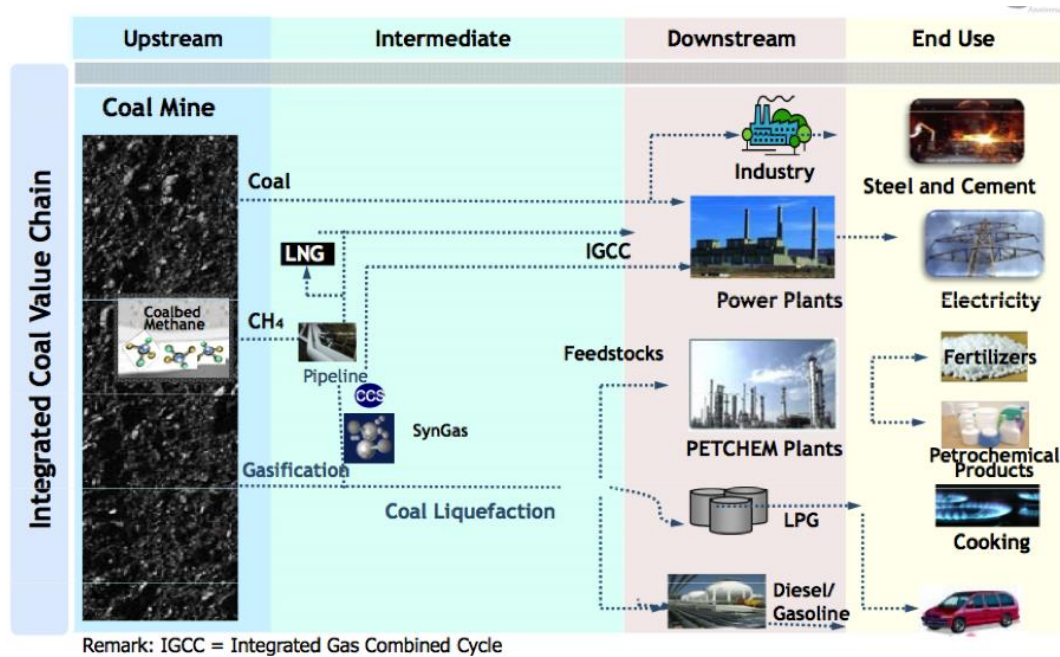 Upstream
Intermediate
Downstream
End Use
Integrated Coal Value Chain
Coal Mine
Coal
Industry
Steel and Cement
LNG
IGCC
Power Plants
Electricity
Coalbed
Methane
CH₄
Pipeline
CCS
SynGas
Feedstocks
PETCHEM Plants
Fertilizers
Petrochemical
Products
Gasification
Coal Liquefaction
LPG
Cooking
Diesel/
Gasoline
Remark: IGCC = Integrated Gas Combined Cycle